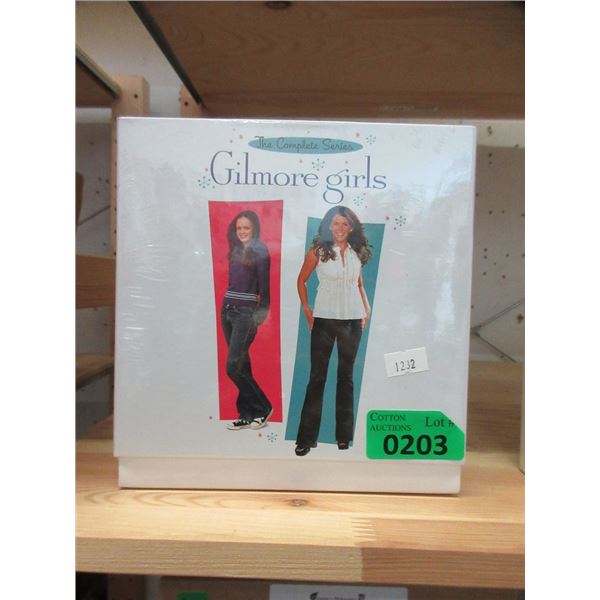 The Complete Series
Gilmore girls
1232
COTTON
AUCTIONS
Lot #
0203